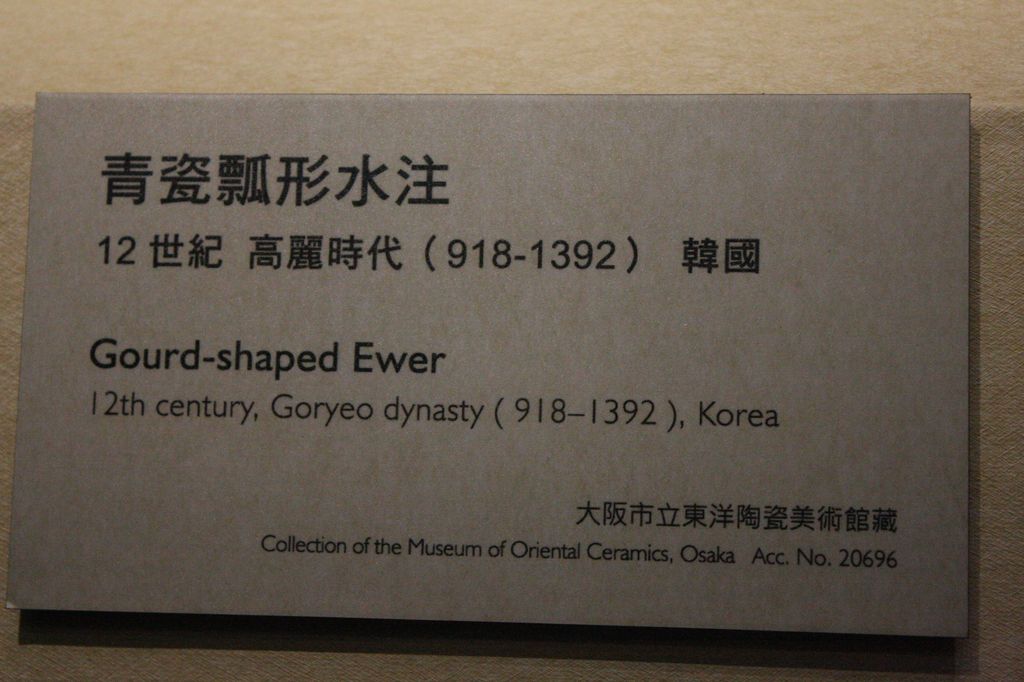 青瓷瓢形水注
12 世紀 高麗時代（918-1392） 韓國
Gourd-shaped Ewer
12th century, Goryeo dynasty ( 918–1392 ), Korea
大阪市立東洋陶瓷美術館藏
Collection of the Museum of Oriental Ceramics, Osaka Acc. No. 20696